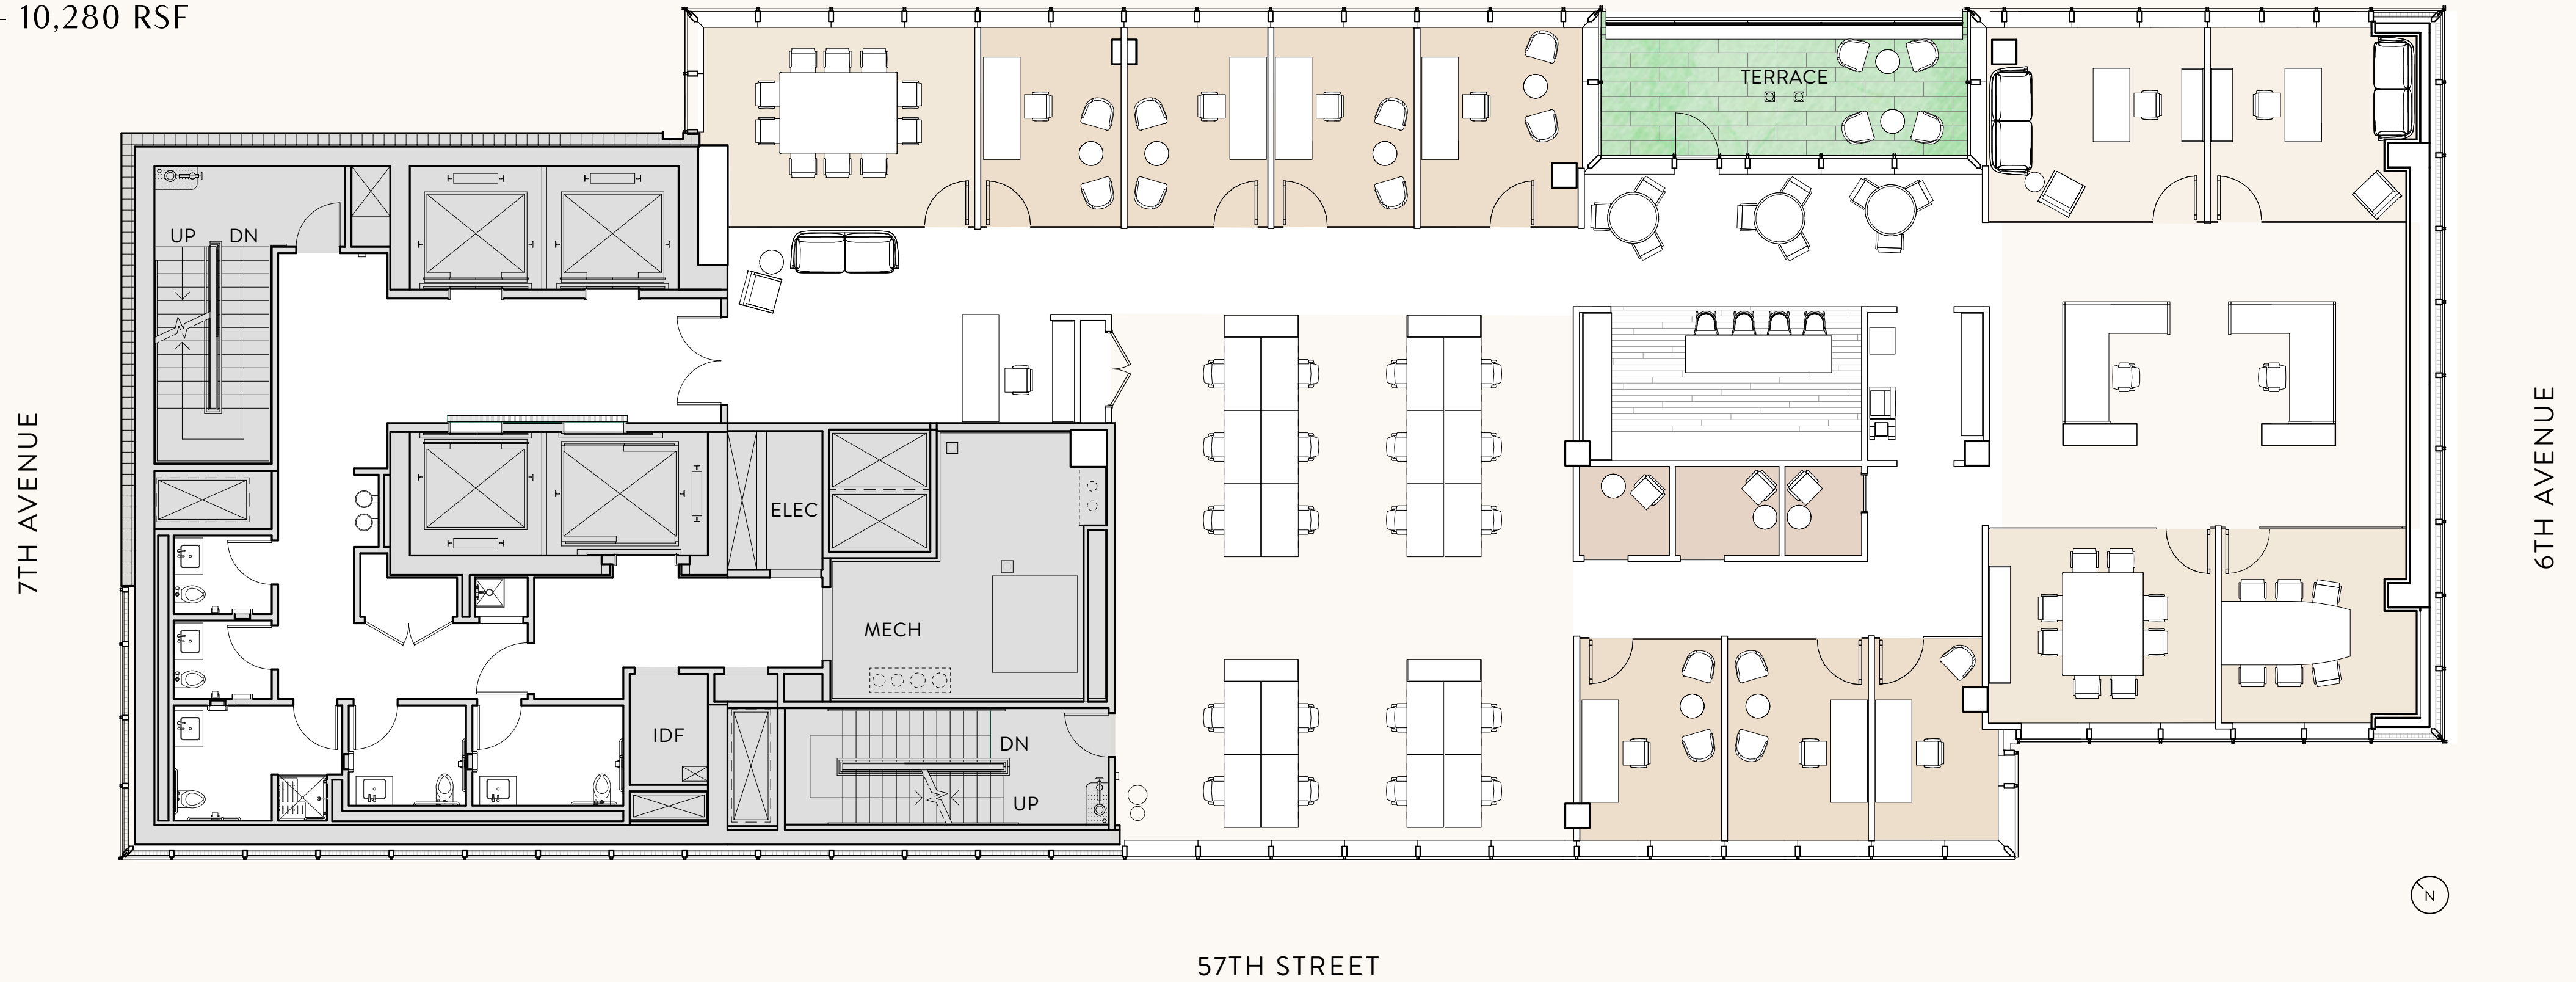 – 10,280 RSF
TERRACE
UP DN
7TH AVENUE
6TH AVENUE
ELEC
MECH
IDF
DN
UP
N
57TH STREET